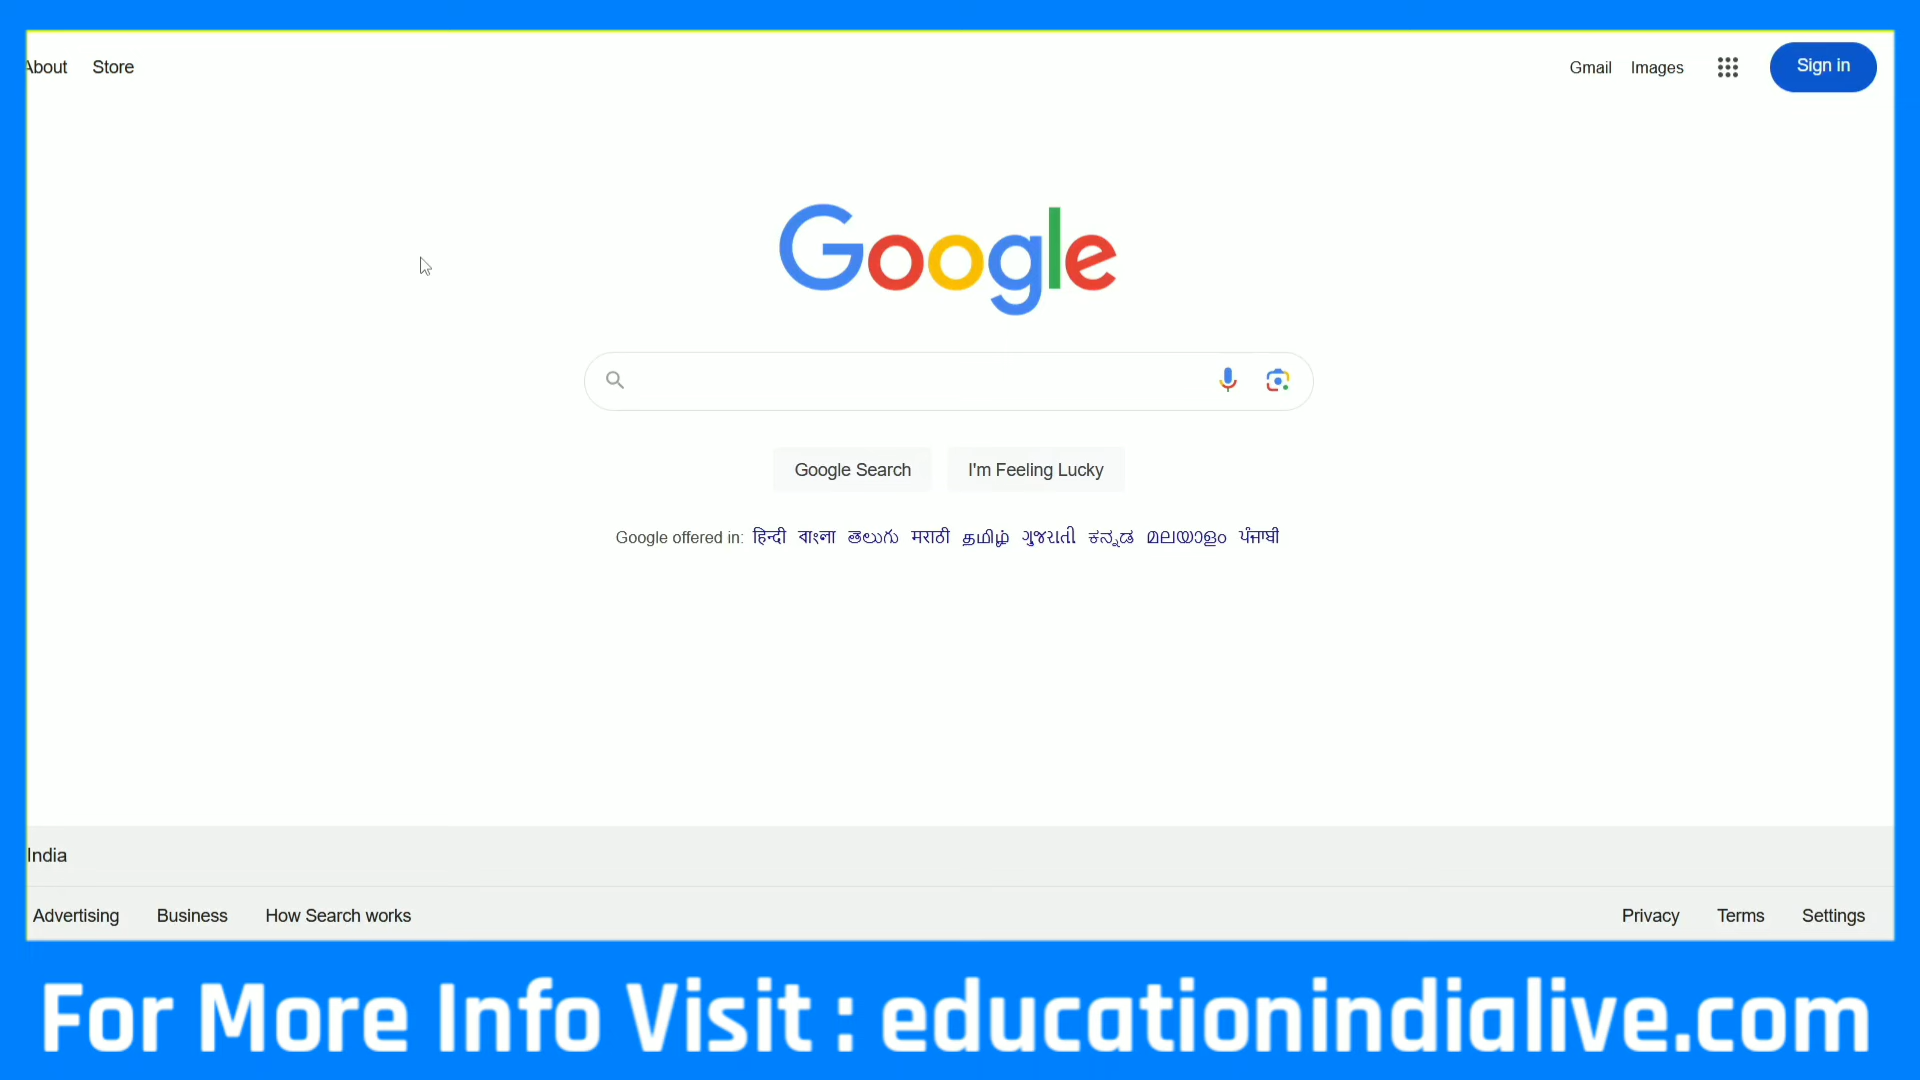 About Store Gmail Images Sign in
Google
Google Search I'm Feeling Lucky
Google offered in: हिन्दी বাংলা తెలుగు मराठी தமிழ் ગુજરાતી ಕನ್ನಡ മലയാളം ਪੰਜਾਬੀ
India
Advertising Business How Search works Privacy Terms Settings
For More Info Visit : educationindialive.com